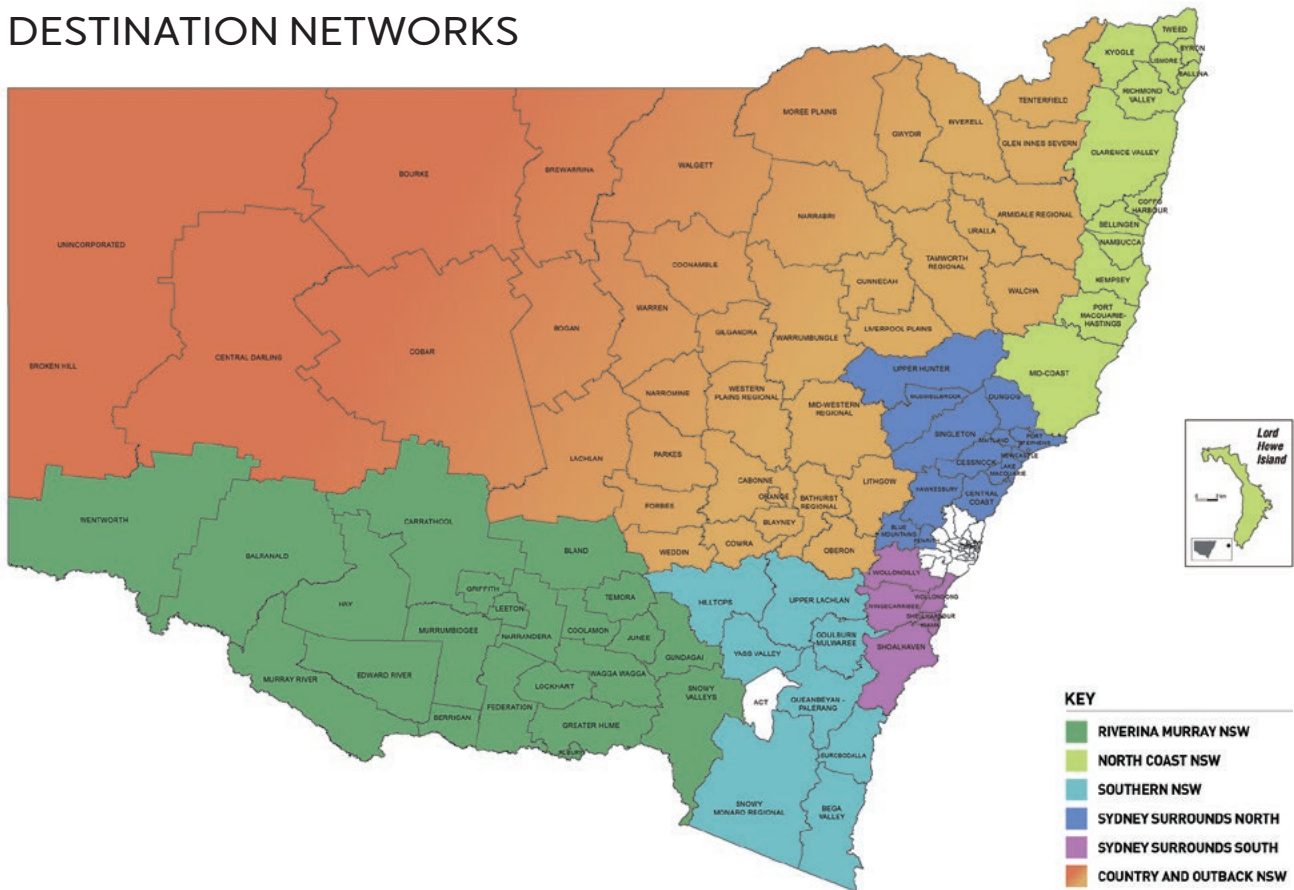 DESTINATION NETWORKS
TWEED
KYOGLE
BYRON
LISMORE
BALLINA
RICHMOND
VALLEY
TENTERFIELD
MOREE PLAINS
INVERELL
GWYDIR
GLEN INNES SEVERN
CLARENCE VALLEY
WALGETT
BREWARRINA
BOURKE
COFFS
HARBOUR
ARMIDALE REGIONAL
NARRABRI
BELLINGEN
URALLA
NAMBUCCA
UNINCORPORATED
TAMWORTH
REGIONAL
COONAMBLE
KEMPSEY
GUNNEDAH
WALCHA
WARREN
PORT
MACQUARIE-
HASTINGS
BOGAN
GILGANDRA
LIVERPOOL PLAINS
WARRUMBUNGLE
COBAR
CENTRAL DARLING
BROKEN HILL
UPPER HUNTER
MID-COAST
NARROMINE
WESTERN
PLAINS REGIONAL
MUSWELLBROOK
DUNGOG
MID-WESTERN
REGIONAL
SINGLETON
MAITLAND
PORT
STEPHENS
NEWCASTLE
LACHLAN
PARKES
CESSNOCK
LAKE
MACQUARIE
CABONNE
LITHGOW
HAWKESBURY
CENTRAL
COAST
ORANGE
BATHURST
REGIONAL
FORBES
BLAYNEY
WENTWORTH
CARRATHOOL
BLUE
MOUNTAINS
PENRITH
COWRA
OBERON
WEDDIN
BLAND
BALRANALD
WOLLONDILLY
GRIFFITH
TEMORA
HILLTOPS
UPPER LACHLAN
WOLLONGONG
WINGECARRIBEE
HAY
LEETON
SHELLHARBOUR
KIAMA
MURRUMBIDGEE
NARRANDERA
COOLAMON
JUNEE
GOULBURN
MULWAREE
SHOALHAVEN
YASS VALLEY
GUNDAGAI
EDWARD RIVER
MURRAY RIVER
WAGGA WAGGA
LOCKHART
SNOWY
VALLEYS
ACT
QUEANBEYAN -
PALERANG
FEDERATION
BERRIGAN
GREATER HUME
ALBURY
EUROBODALLA
SNOWY
MONARO REGIONAL
BEGA
VALLEY
Lord
Howe
Island
KEY
RIVERINA MURRAY NSW
NORTH COAST NSW
SOUTHERN NSW
SYDNEY SURROUNDS NORTH
SYDNEY SURROUNDS SOUTH
COUNTRY AND OUTBACK NSW